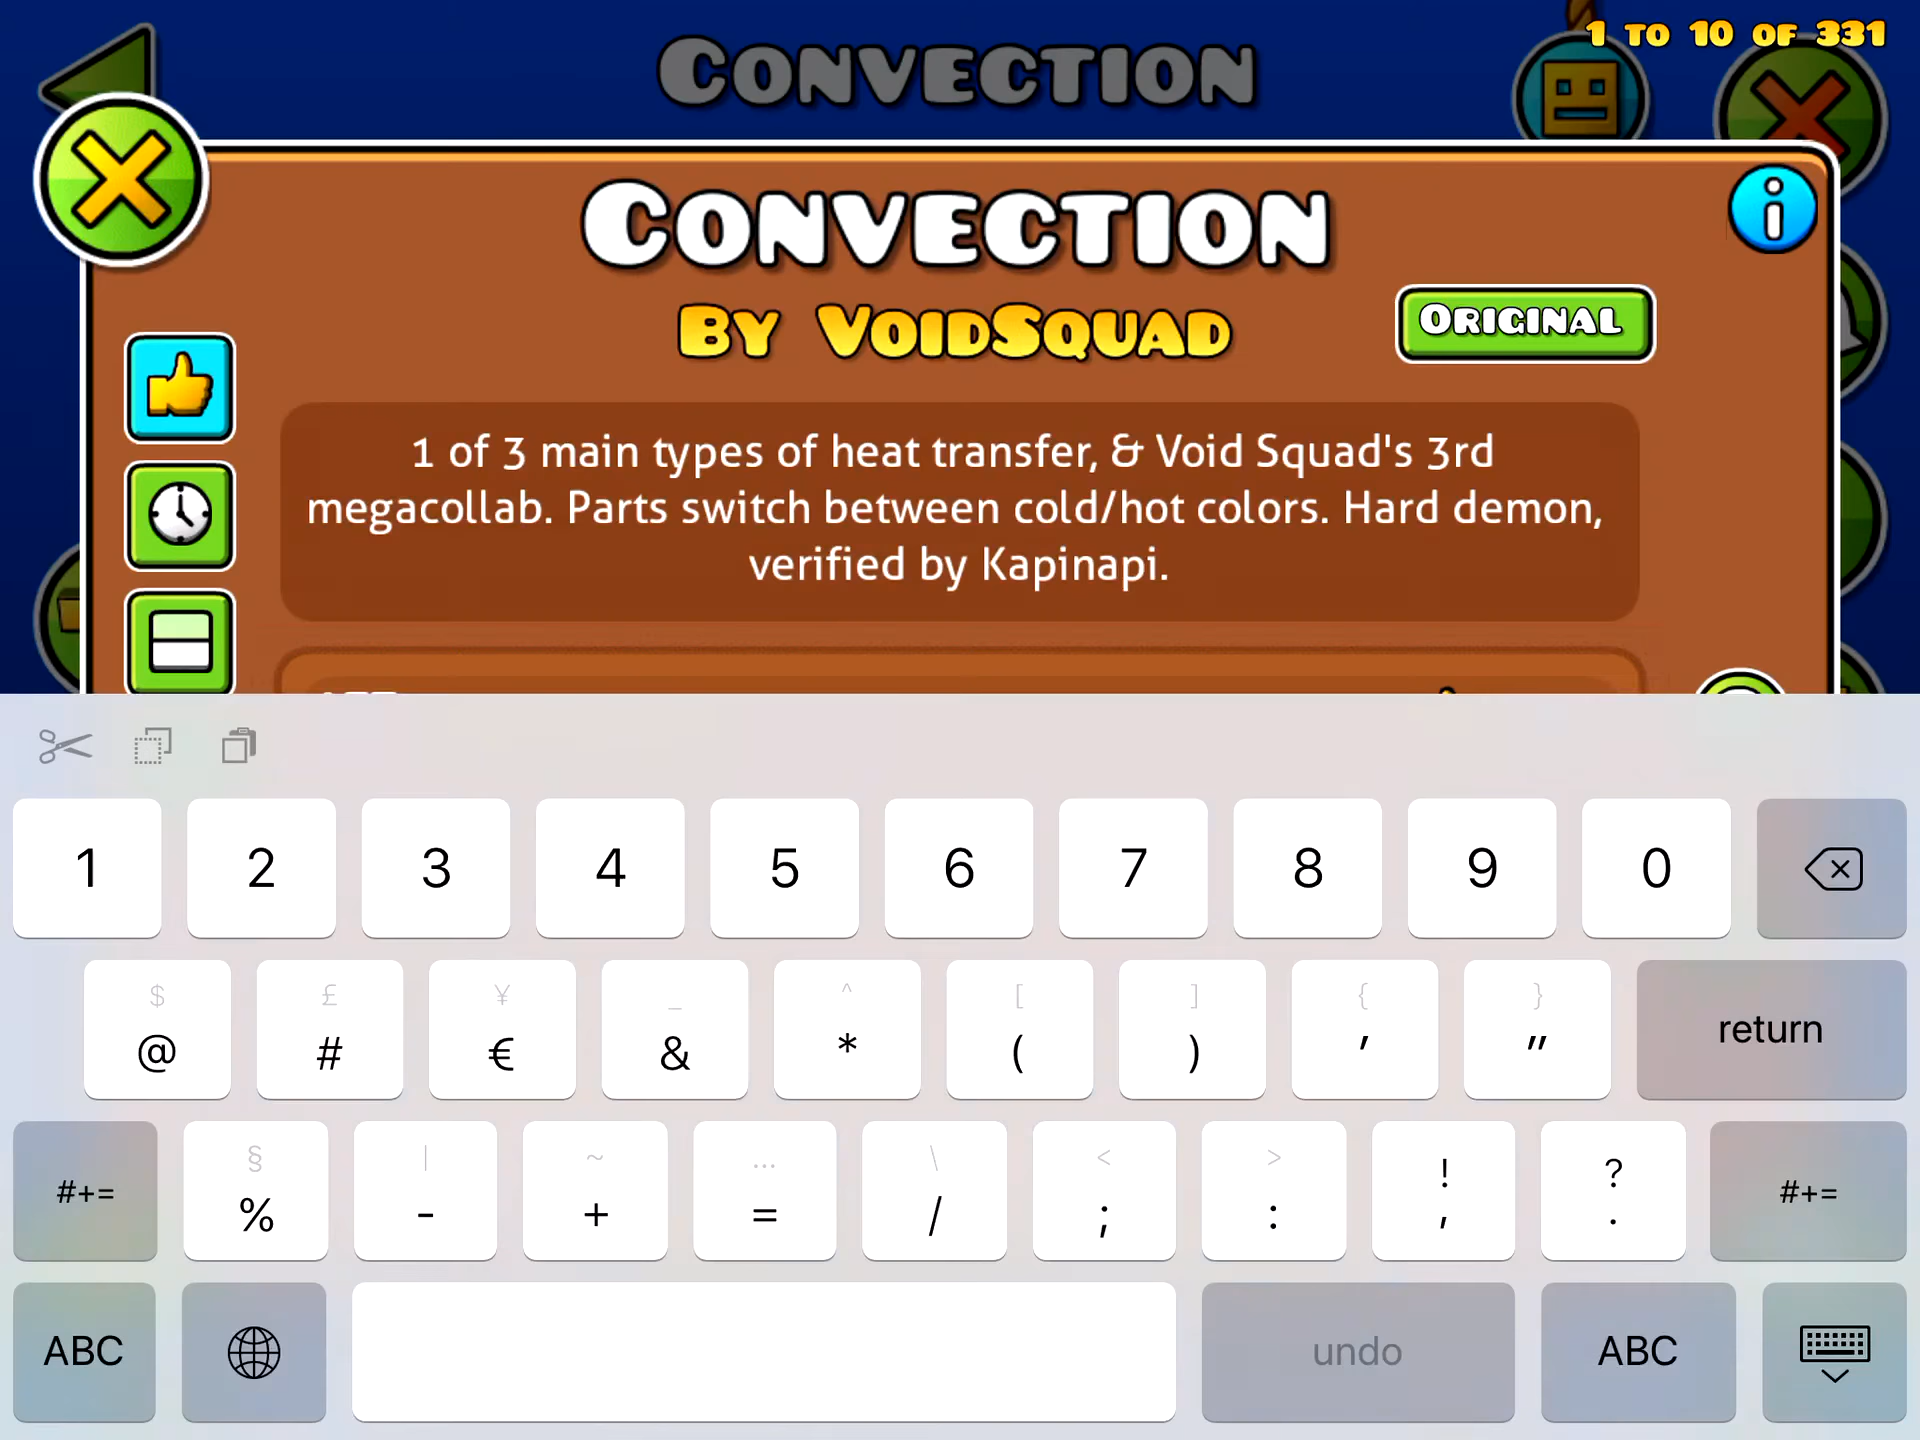 1 TO 10 OF 331
CONVECTION
CONVECTION
BY VOIDSQUAD
ORIGINAL
1 of 3 main types of heat transfer, & Void Squad's 3rd
megacollab. Parts switch between cold/hot colors. Hard demon,
verified by Kapinapi.
1 2 3 4 5 6 7 8 9 0
$ £ ¥ _ ^ [ ] { }
@ # € & * ( ) ' " return
§ | ~ … \ < > ! ?
#+= % - + = / ; : , . #+=
ABC undo ABC